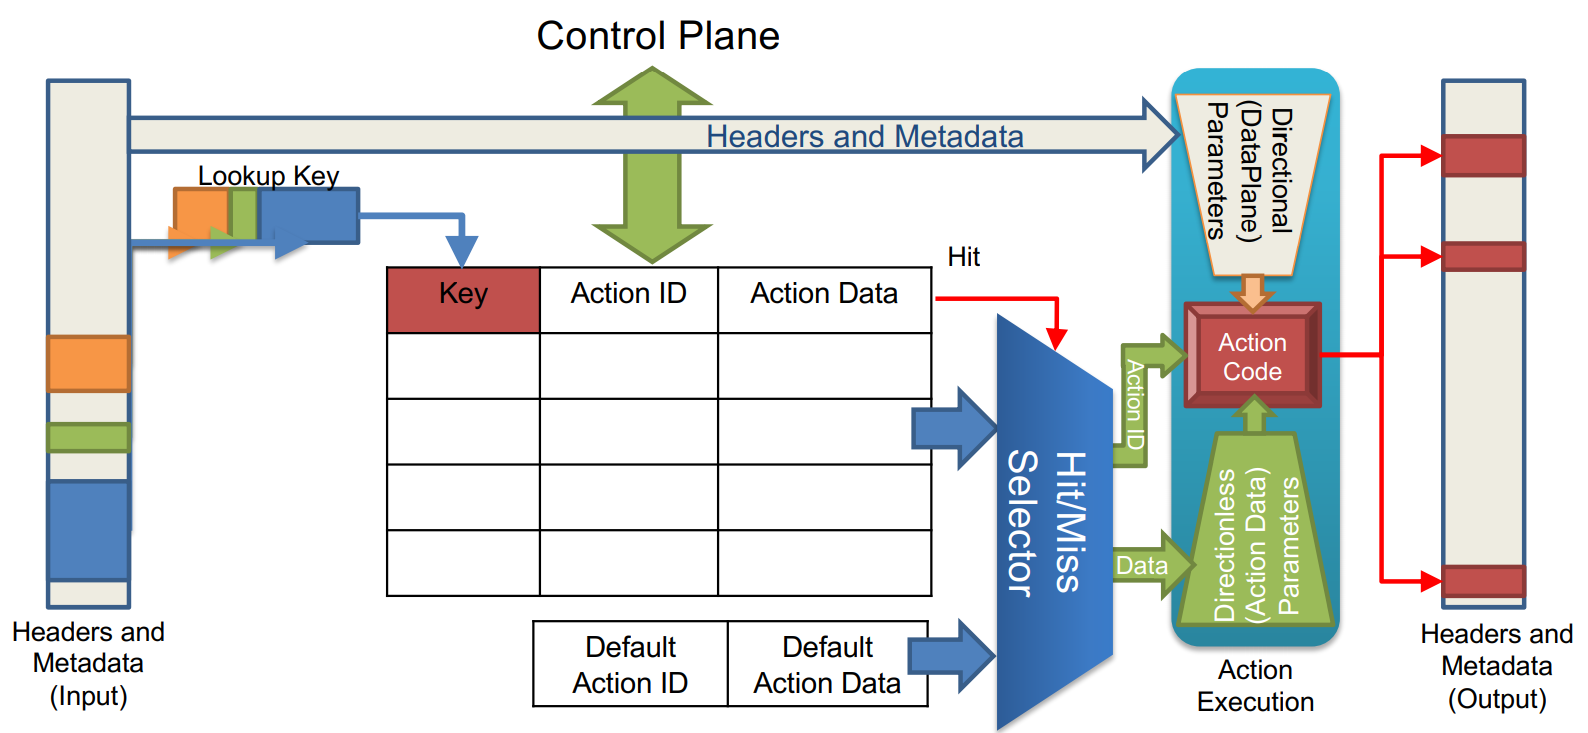 Control Plane
Headers and Metadata
Lookup Key
Hit
Key
Action ID
Action Data
Default
Action ID
Default
Action Data
Hit/Miss
Selector
Action ID
Data
Directional
(DataPlane)
Parameters
Action
Code
Directionless
(Action Data)
Parameters
Headers and
Metadata
(Input)
Action
Execution
Headers and
Metadata
(Output)